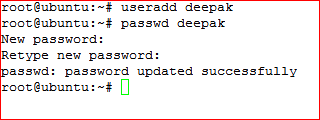 root@ubuntu:~# useradd deepak
root@ubuntu:~# passwd deepak
New password:
Retype new password:
passwd: password updated successfully
root@ubuntu:~#